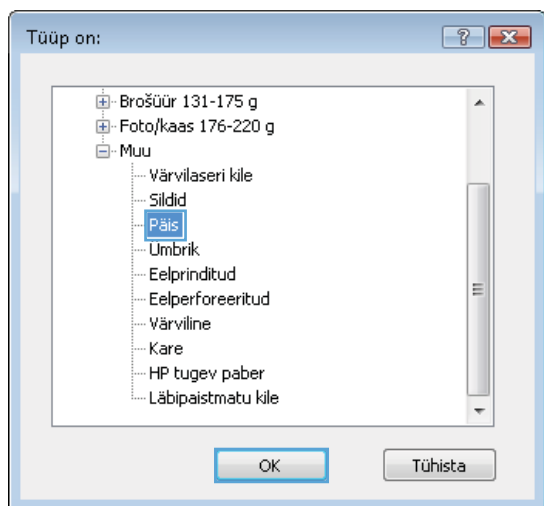 Tüüp on:
Brošüür 131-175 g
Foto/kaas 176-220 g
Muu
Värvilaseri kile
Sildid
Päis
Umbrik
Eelprinditud
Eelperforeeritud
Värviline
Kare
HP tugev paber
Läbipaistmatu kile
OK Tühista